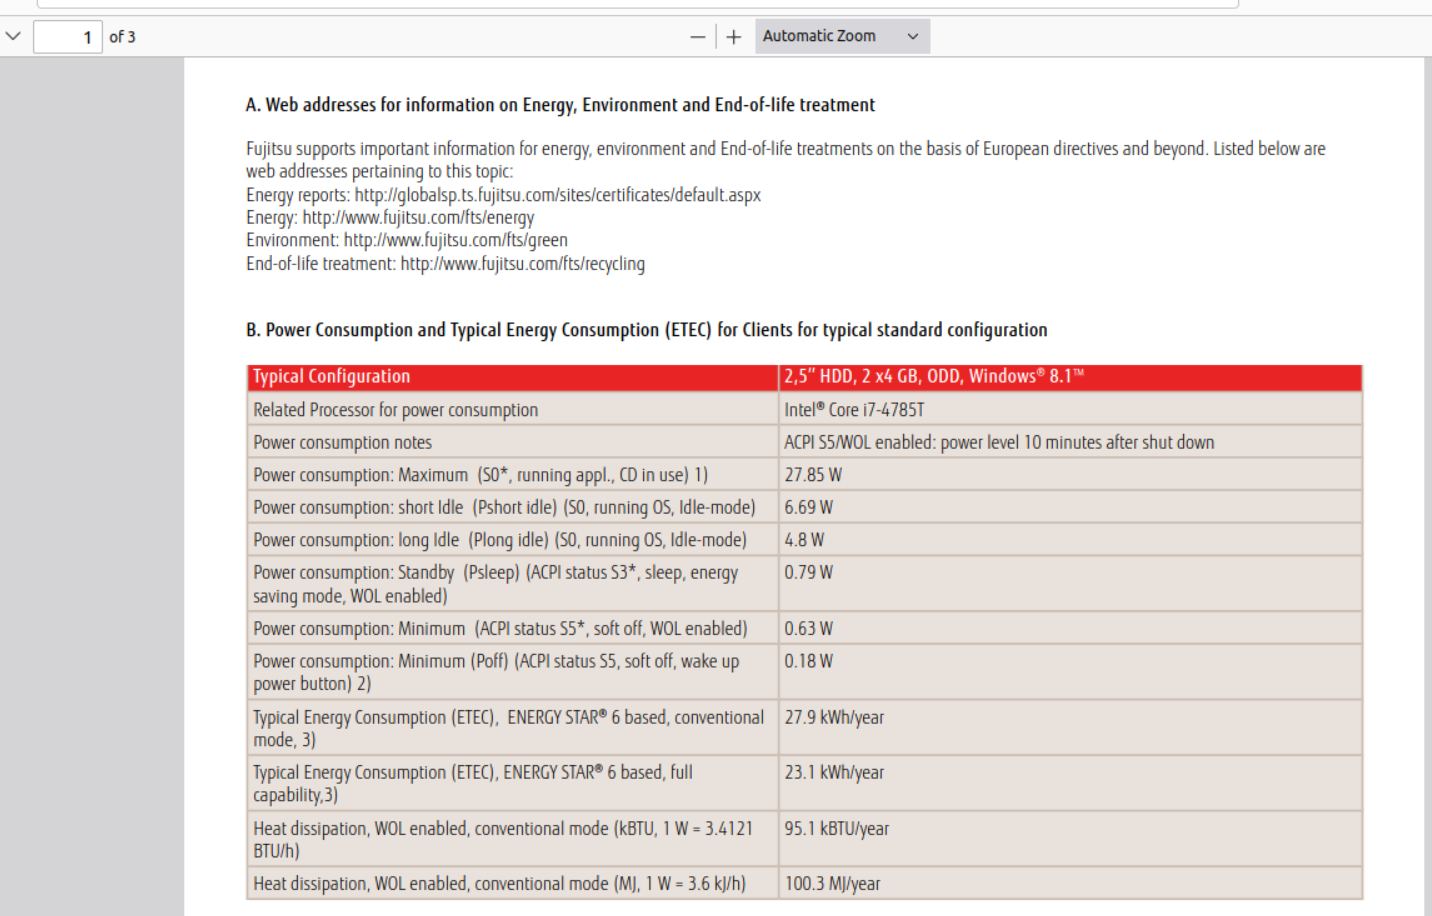 1 of 3
Automatic Zoom
A. Web addresses for information on Energy, Environment and End-of-life treatment
Fujitsu supports important information for energy, environment and End-of-life treatments on the basis of European directives and beyond. Listed below are
web addresses pertaining to this topic:
Energy reports: http://globalsp.ts.fujitsu.com/sites/certificates/default.aspx
Energy: http://www.fujitsu.com/fts/energy
Environment: http://www.fujitsu.com/fts/green
End-of-life treatment: http://www.fujitsu.com/fts/recycling
B. Power Consumption and Typical Energy Consumption (ETEC) for Clients for typical standard configuration
Typical Configuration 2,5" HDD, 2 x4 GB, ODD, Windows® 8.1™
Related Processor for power consumption Intel® Core i7-4785T
Power consumption notes ACPI S5/WOL enabled: power level 10 minutes after shut down
Power consumption: Maximum (S0*, running appl., CD in use) 1) 27.85 W
Power consumption: short Idle (Pshort idle) (S0, running OS, Idle-mode) 6.69 W
Power consumption: long Idle (Plong idle) (S0, running OS, Idle-mode) 4.8 W
Power consumption: Standby (Psleep) (ACPI status S3*, sleep, energy 0.79 W
saving mode, WOL enabled)
Power consumption: Minimum (ACPI status S5*, soft off, WOL enabled) 0.63 W
Power consumption: Minimum (Poff) (ACPI status S5, soft off, wake up 0.18 W
power button) 2)
Typical Energy Consumption (ETEC), ENERGY STAR® 6 based, conventional 27.9 kWh/year
mode, 3)
Typical Energy Consumption (ETEC), ENERGY STAR® 6 based, full 23.1 kWh/year
capability,3)
Heat dissipation, WOL enabled, conventional mode (kBTU, 1 W = 3.4121 95.1 kBTU/year
BTU/h)
Heat dissipation, WOL enabled, conventional mode (MJ, 1 W = 3.6 kJ/h) 100.3 MJ/year